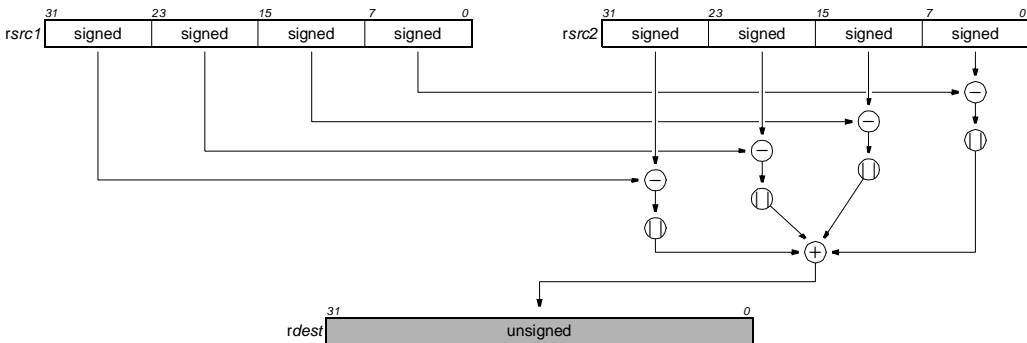 31 23 15 7 0 31 23 15 7 0
rsrc1 signed signed signed signed rsrc2 signed signed signed signed
−
−
−
−
+
31 0
rdest unsigned